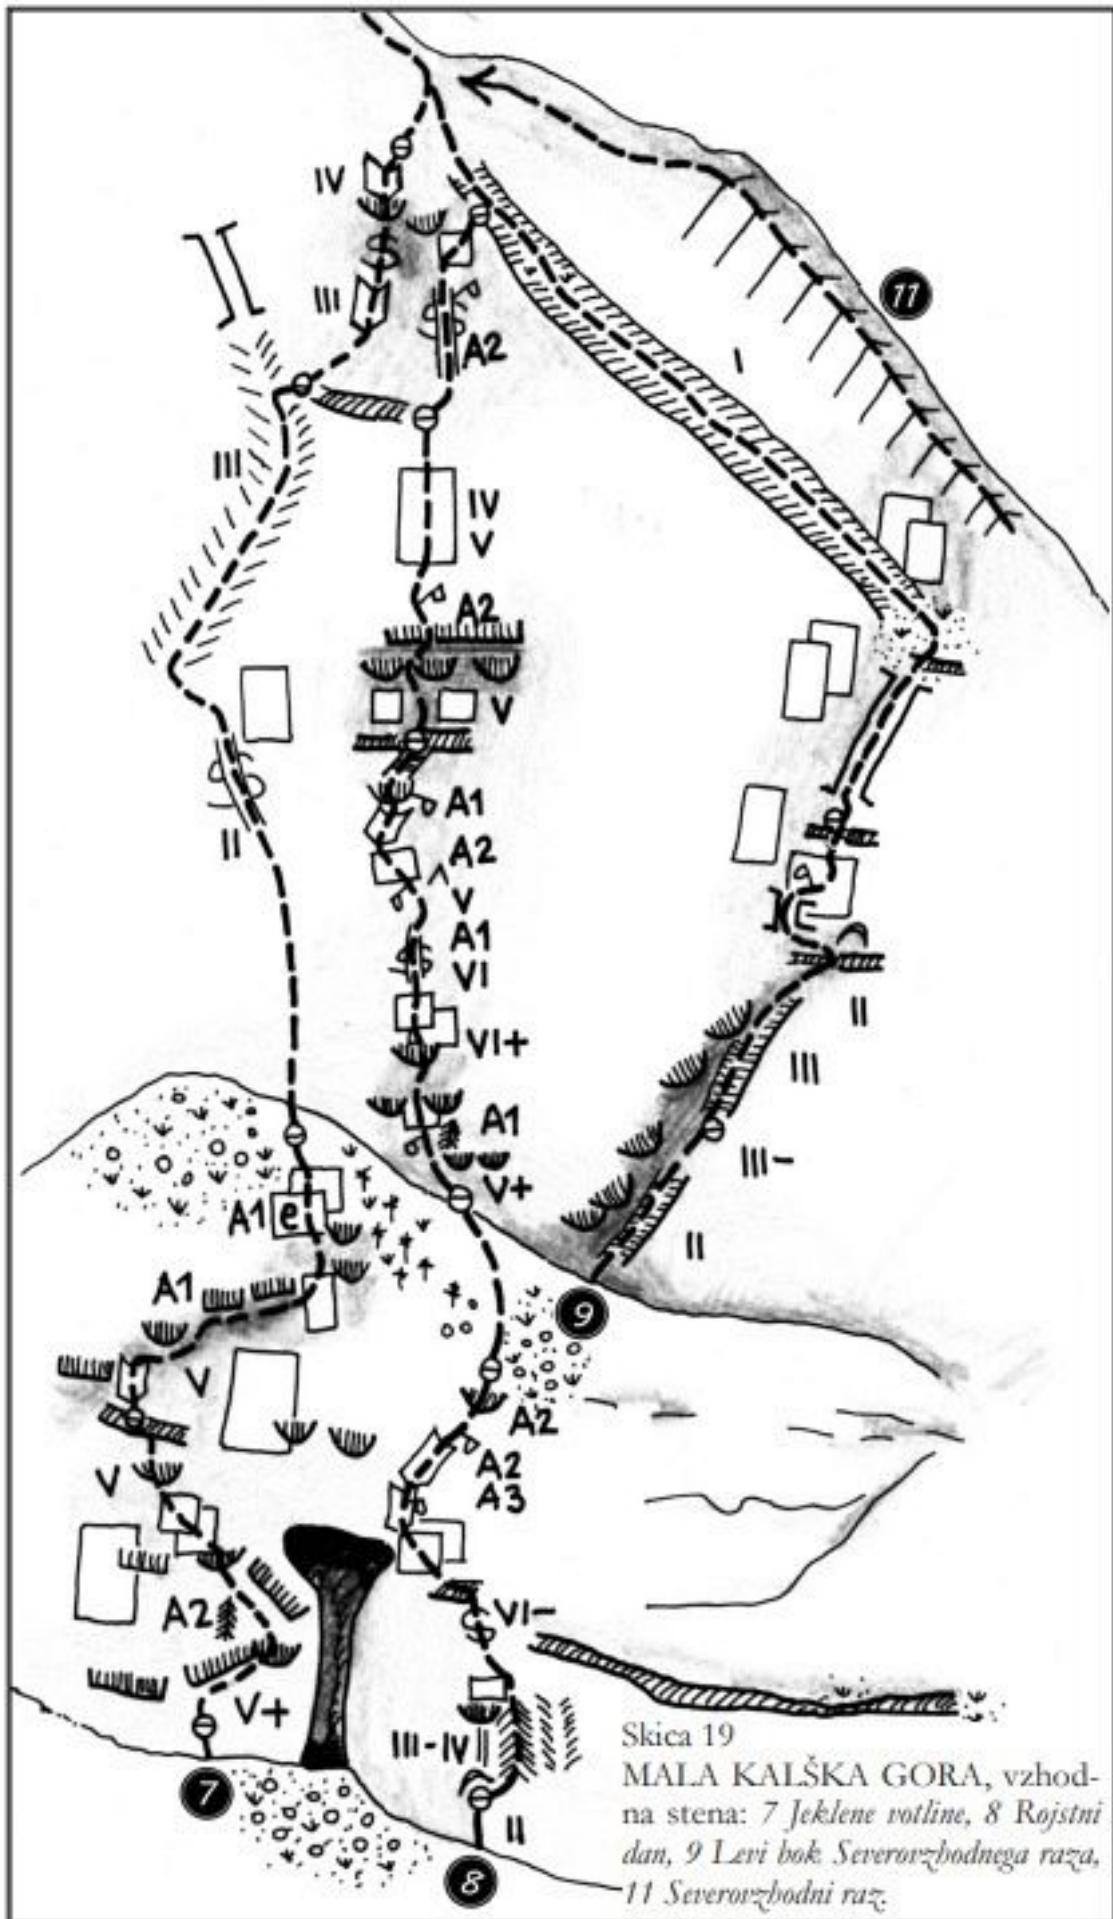 IV
III
A2
11
III
IV
V
A2
V
II
A1
A2
V
A1
VI
VI+
II
III
A1
III-
V+
II
A1 e
A1
9
V
A2
V
A2
A3
A2
VI-
V+
III-IV
7
II
8
Skica 19
MALA KALŠKA GORA, vzhod-
na stena: 7 Jeklene votline, 8 Rojstni
dan, 9 Levi bok Severovzhodnega raza,
11 Severovzhodni raz.